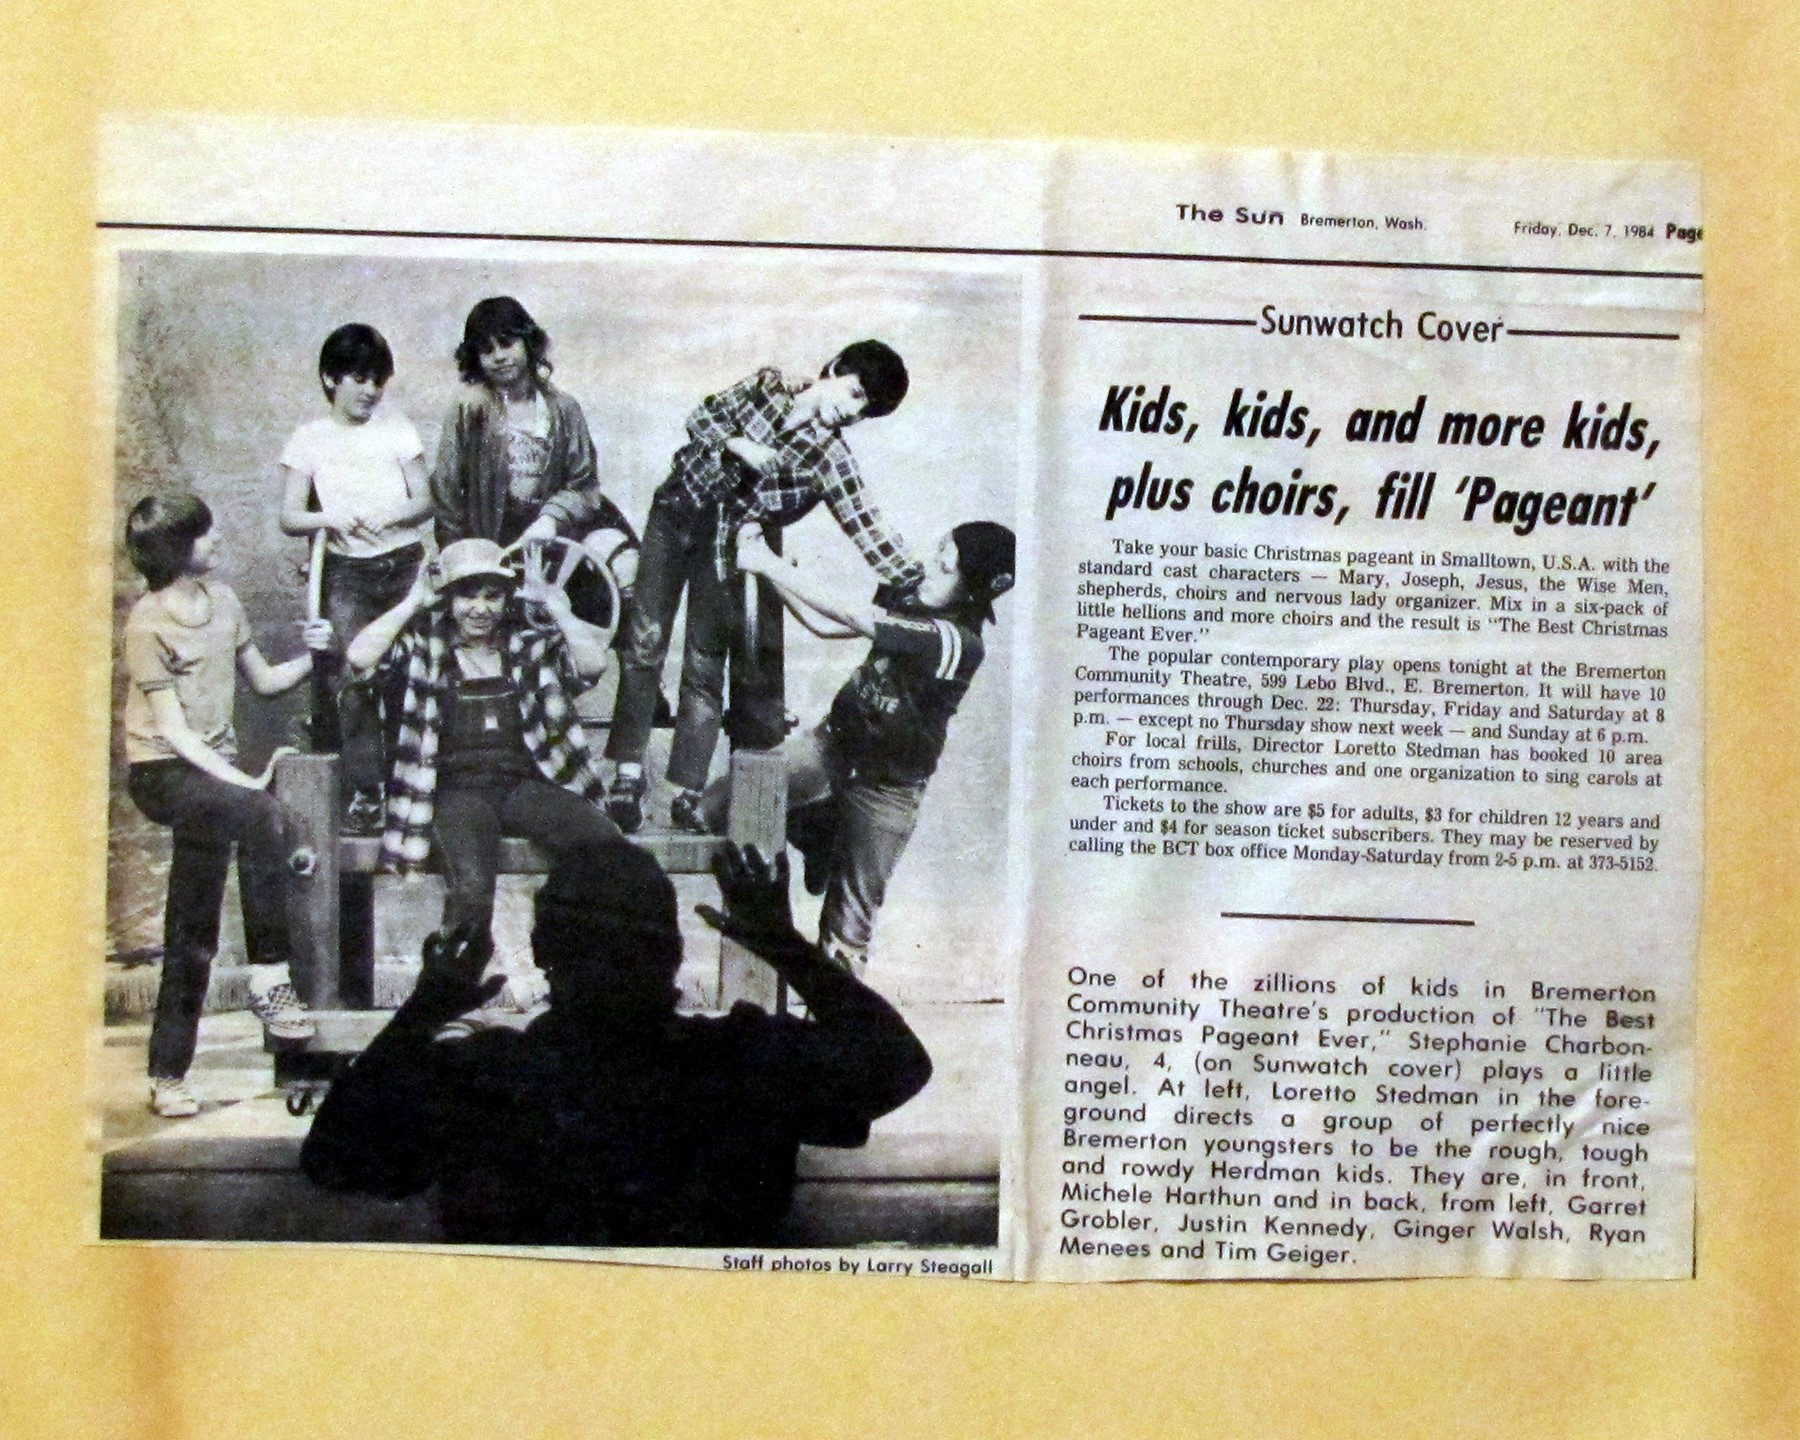 The Sun Bremerton, Wash. Friday, Dec. 7, 1984 Page
Sunwatch Cover
Kids, kids, and more kids,
plus choirs, fill 'Pageant'
Take your basic Christmas pageant in Smalltown, U.S.A. with the
standard cast characters — Mary, Joseph, Jesus, the Wise Men,
shepherds, choirs and nervous lady organizer. Mix in a six-pack of
little hellions and more choirs and the result is "The Best Christmas
Pageant Ever."
The popular contemporary play opens tonight at the Bremerton
Community Theatre, 599 Lebo Blvd., E. Bremerton. It will have 10
performances through Dec. 22: Thursday, Friday and Saturday at 8
p.m. — except no Thursday show next week — and Sunday at 6 p.m.
For local frills, Director Loretto Stedman has booked 10 area
choirs from schools, churches and one organization to sing carols at
each performance.
Tickets to the show are $5 for adults, $3 for children 12 years and
under and $4 for season ticket subscribers. They may be reserved by
calling the BCT box office Monday-Saturday from 2-5 p.m. at 373-5152.
One of the zillions of kids in Bremerton
Community Theatre's production of "The Best
Christmas Pageant Ever," Stephanie Charbon-
neau, 4, (on Sunwatch cover) plays a little
angel. At left, Loretto Stedman in the fore-
ground directs a group of perfectly nice
Bremerton youngsters to be the rough, tough
and rowdy Herdman kids. They are, in front,
Michele Harthun and in back, from left, Garret
Grobler, Justin Kennedy, Ginger Walsh, Ryan
Menees and Tim Geiger.
Staff photos by Larry Steagall